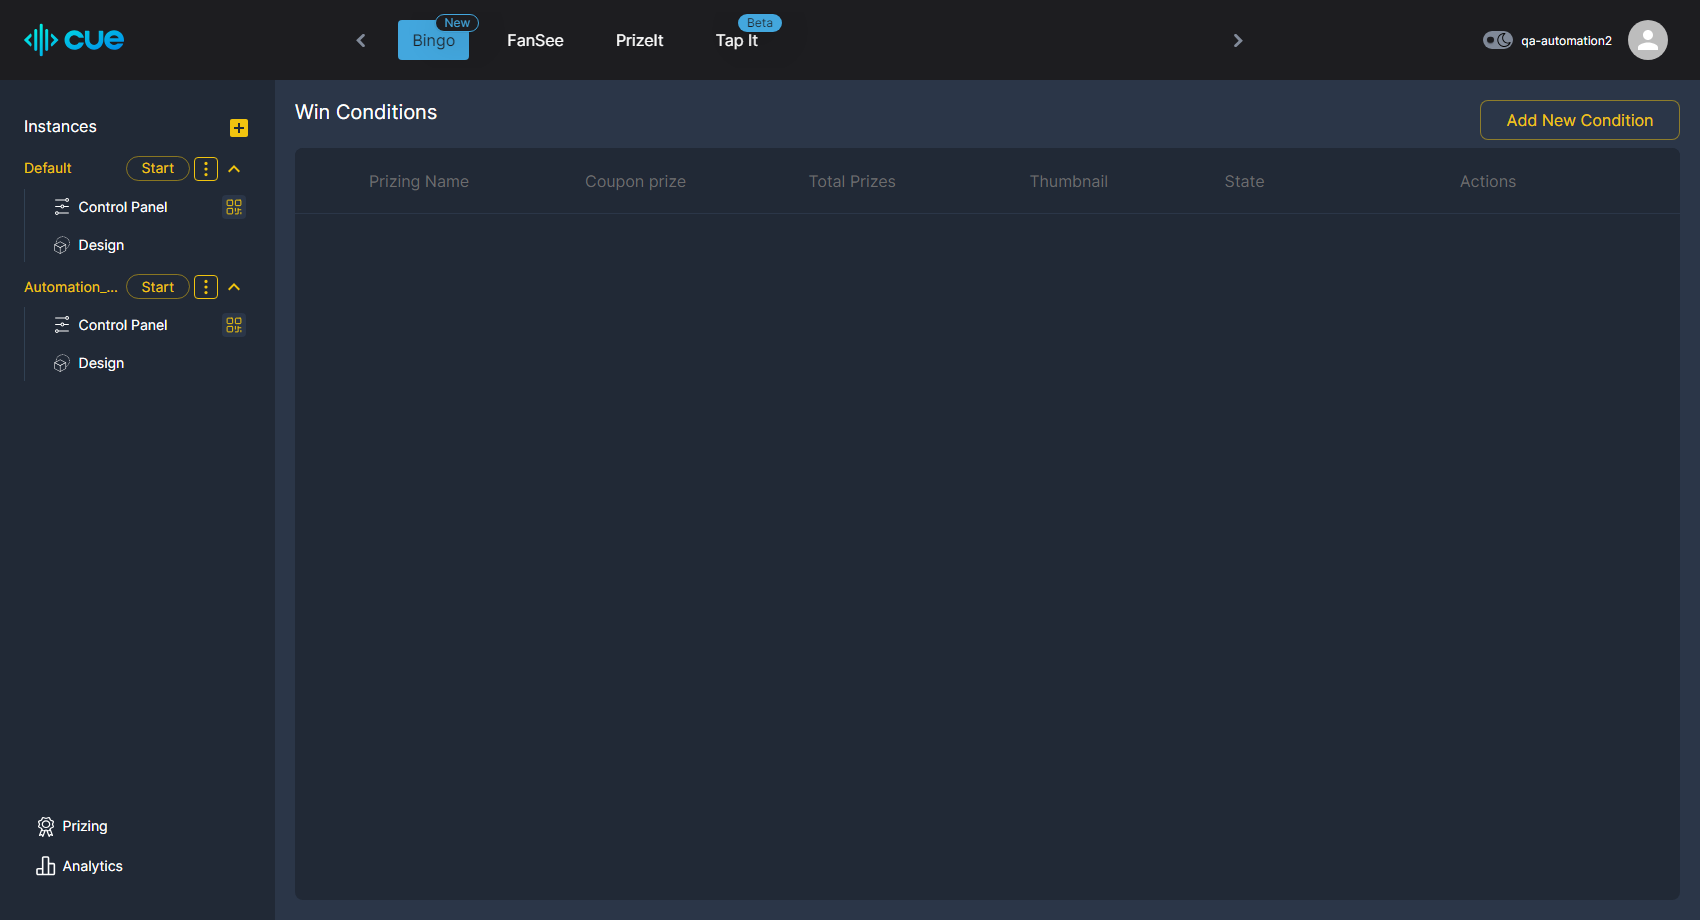 cue
New
Beta
Bingo
FanSee
PrizeIt
Tap It
qa-automation2
Instances
Default
Start
Control Panel
Design
Automation_...
Start
Control Panel
Design
Prizing
Analytics
Win Conditions
Add New Condition
Prizing Name
Coupon prize
Total Prizes
Thumbnail
State
Actions